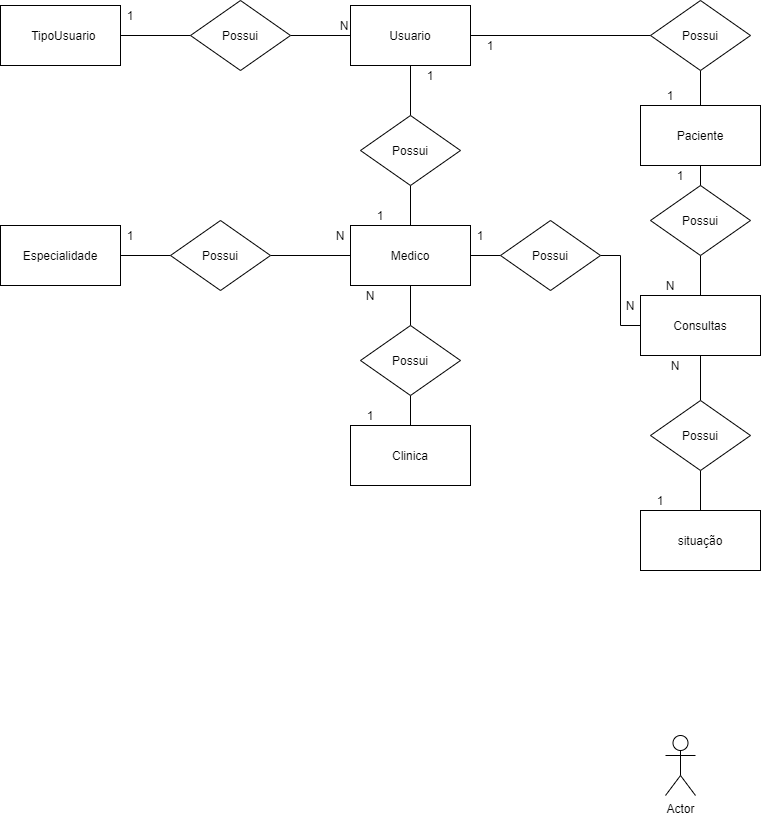 TipoUsuario
1
Possui
N
Usuario
1
Possui
1
1
Possui
1
Paciente
1
Possui
N
Especialidade
1
Possui
N
Medico
1
Possui
N
Consultas
N
Possui
1
Clinica
N
Possui
1
situação
Actor